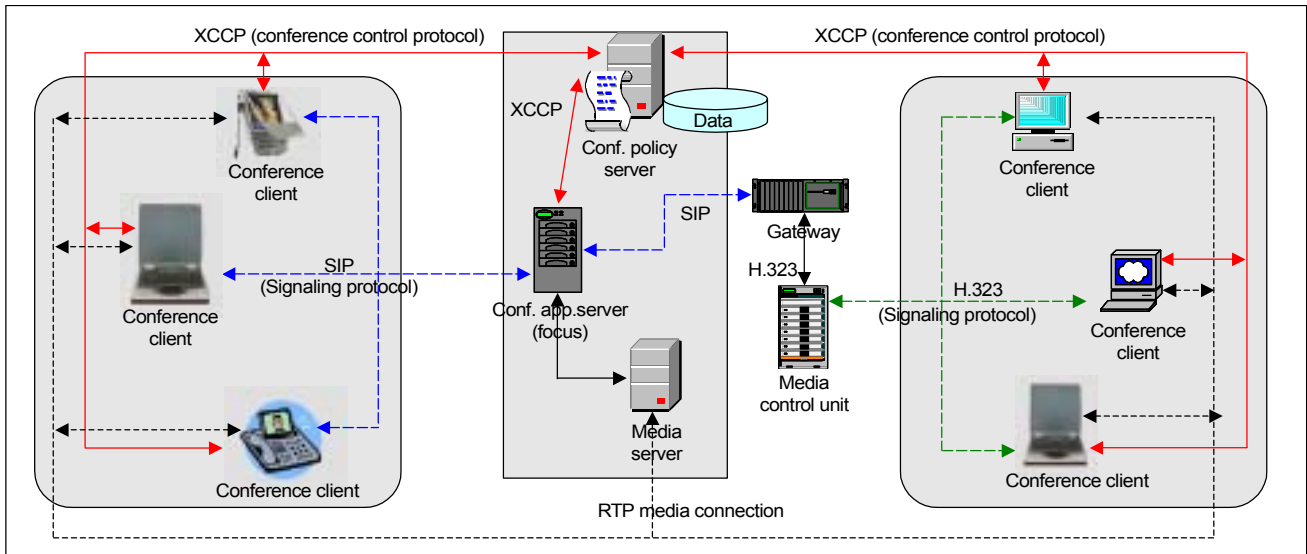 XCCP (conference control protocol)
XCCP (conference control protocol)
XCCP
Data
Conf. policy
server
Conference
client
Conference
client
SIP
Gateway
SIP
(Signaling protocol)
H.323
H.323
(Signaling protocol)
Conference
client
Conf. app.server
(focus)
Conference
client
Media
control unit
Media
server
Conference client
Conference client
RTP media connection